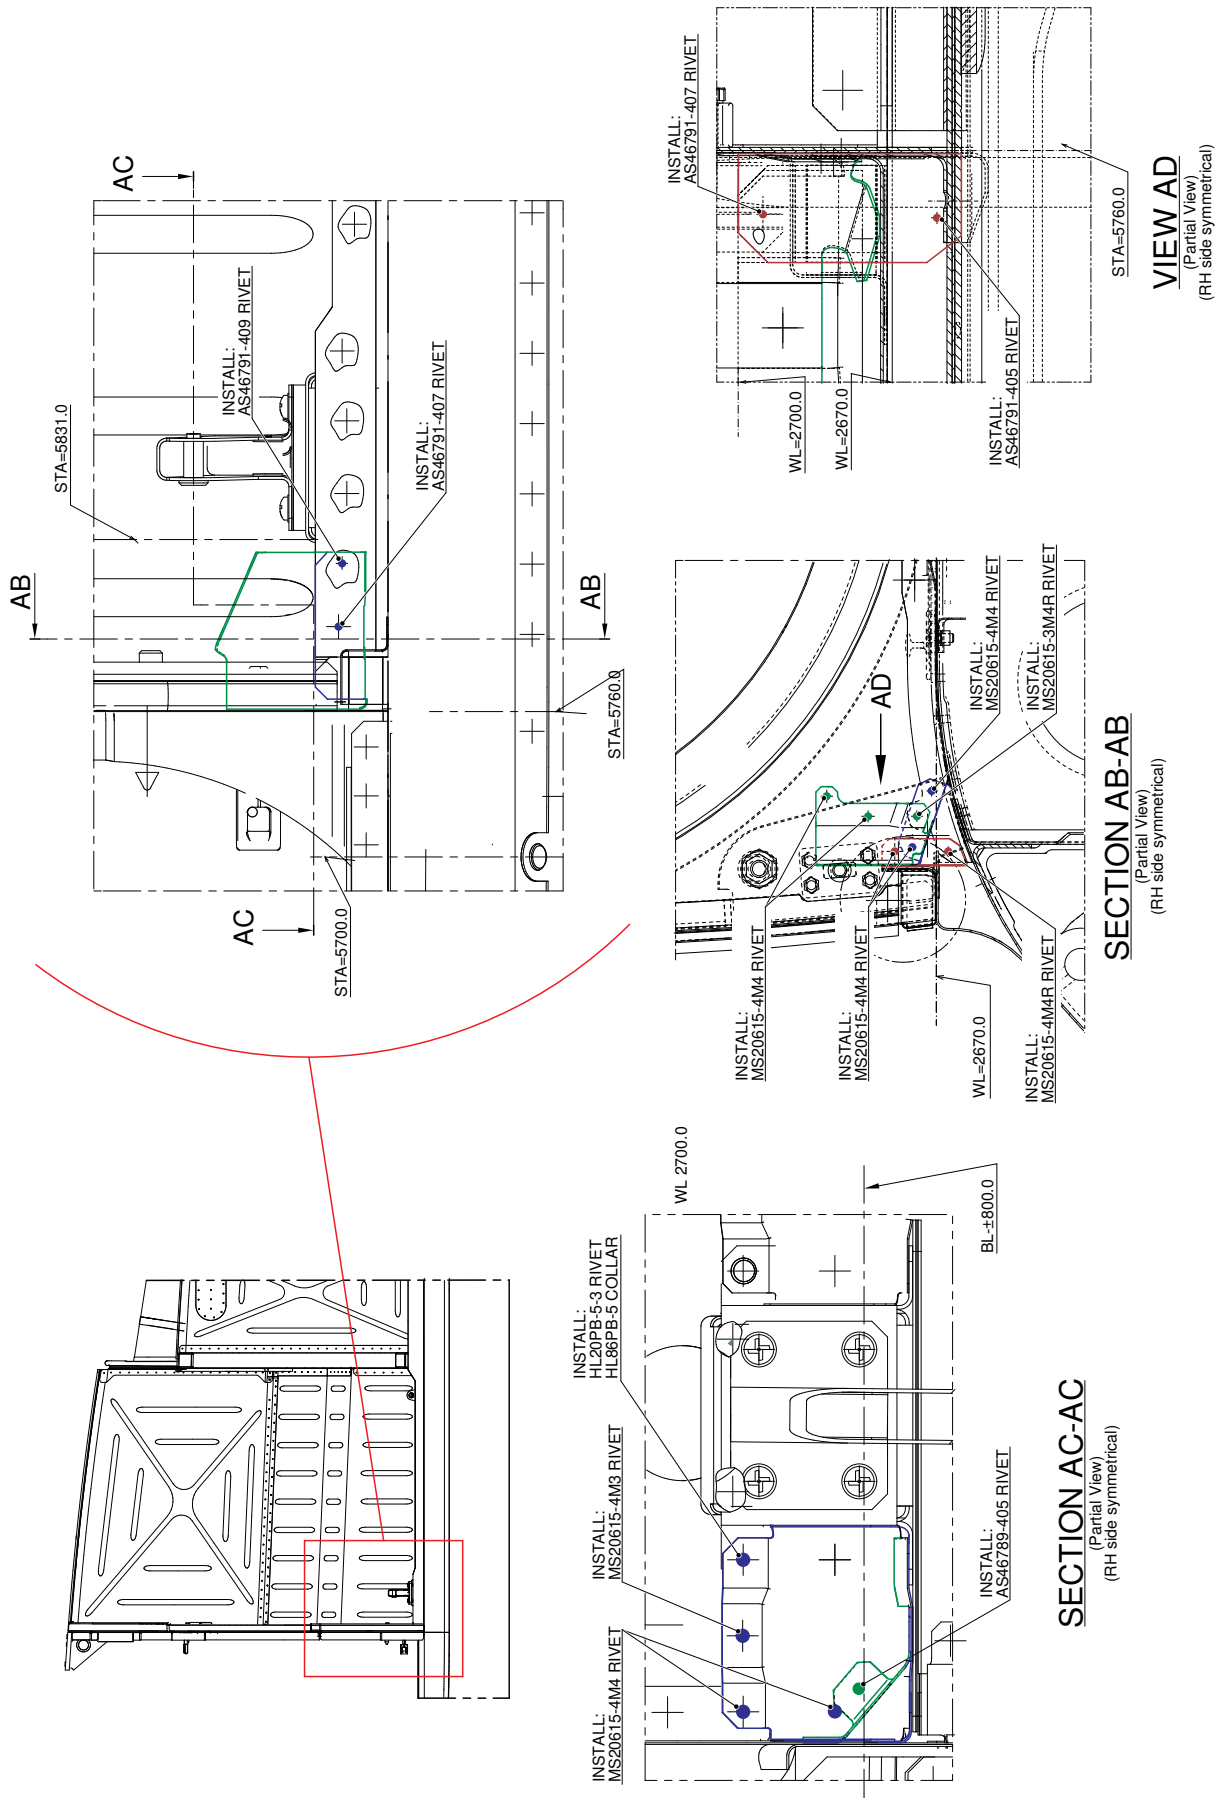 AC
AC
AB
AB
STA=5831.0
INSTALL:
AS46791-409 RIVET
INSTALL:
AS46791-407 RIVET
STA=5760.0
STA=5700.0
WL 2700.0
INSTALL:
HL20PB-5-3 RIVET
HL86PB-5 COLLAR
INSTALL:
MS20615-4M3 RIVET
INSTALL:
MS20615-4M4 RIVET
BL-±800.0
INSTALL:
AS46789-405 RIVET
SECTION AC-AC
(Partial View)
(RH side symmetrical)
INSTALL:
MS20615-4M4 RIVET
INSTALL:
MS20615-4M4 RIVET
AD
WL=2670.0
INSTALL:
MS20615-4M4R RIVET
INSTALL:
MS20615-4M4 RIVET
INSTALL:
MS20615-3M4R RIVET
SECTION AB-AB
(Partial View)
(RH side symmetrical)
INSTALL:
AS46791-407 RIVET
WL=2700.0
WL=2670.0
INSTALL:
AS46791-405 RIVET
STA=5760.0
VIEW AD
(Partial View)
(RH side symmetrical)